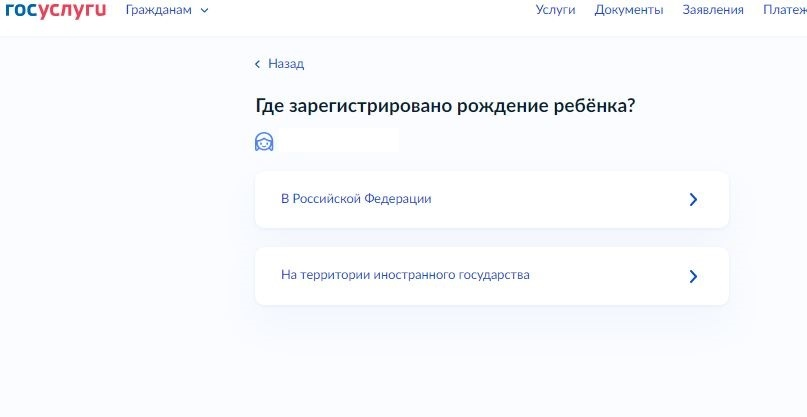 госуслуги Гражданам Услуги Документы Заявления Платеж
Назад
Где зарегистрировано рождение ребёнка?
В Российской Федерации
На территории иностранного государства